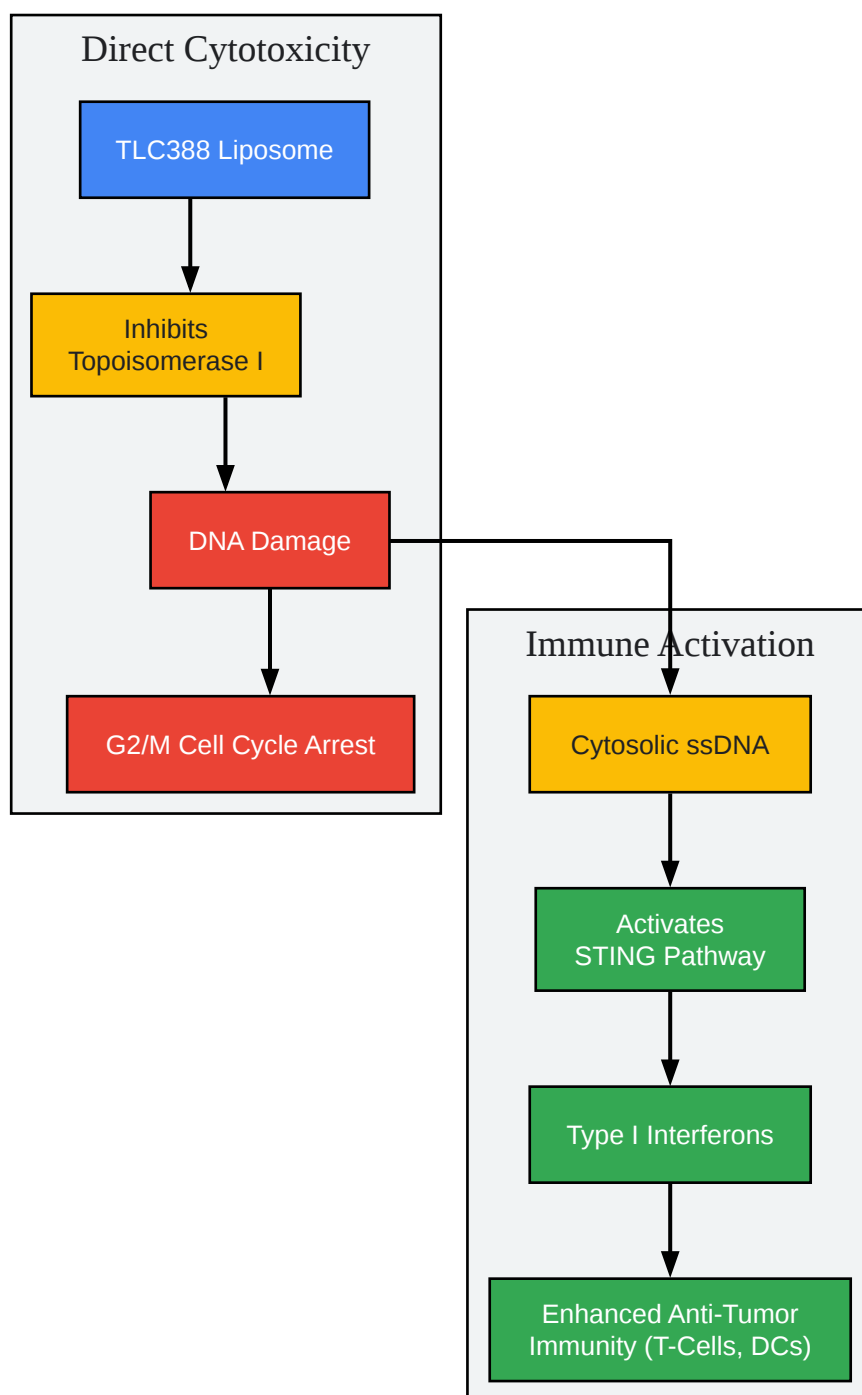 Direct Cytotoxicity
TLC388 Liposome
Inhibits
Topoisomerase I
DNA Damage
G2/M Cell Cycle Arrest
Immune Activation
Cytosolic ssDNA
Activates
STING Pathway
Type I Interferons
Enhanced Anti-Tumor
Immunity (T-Cells, DCs)